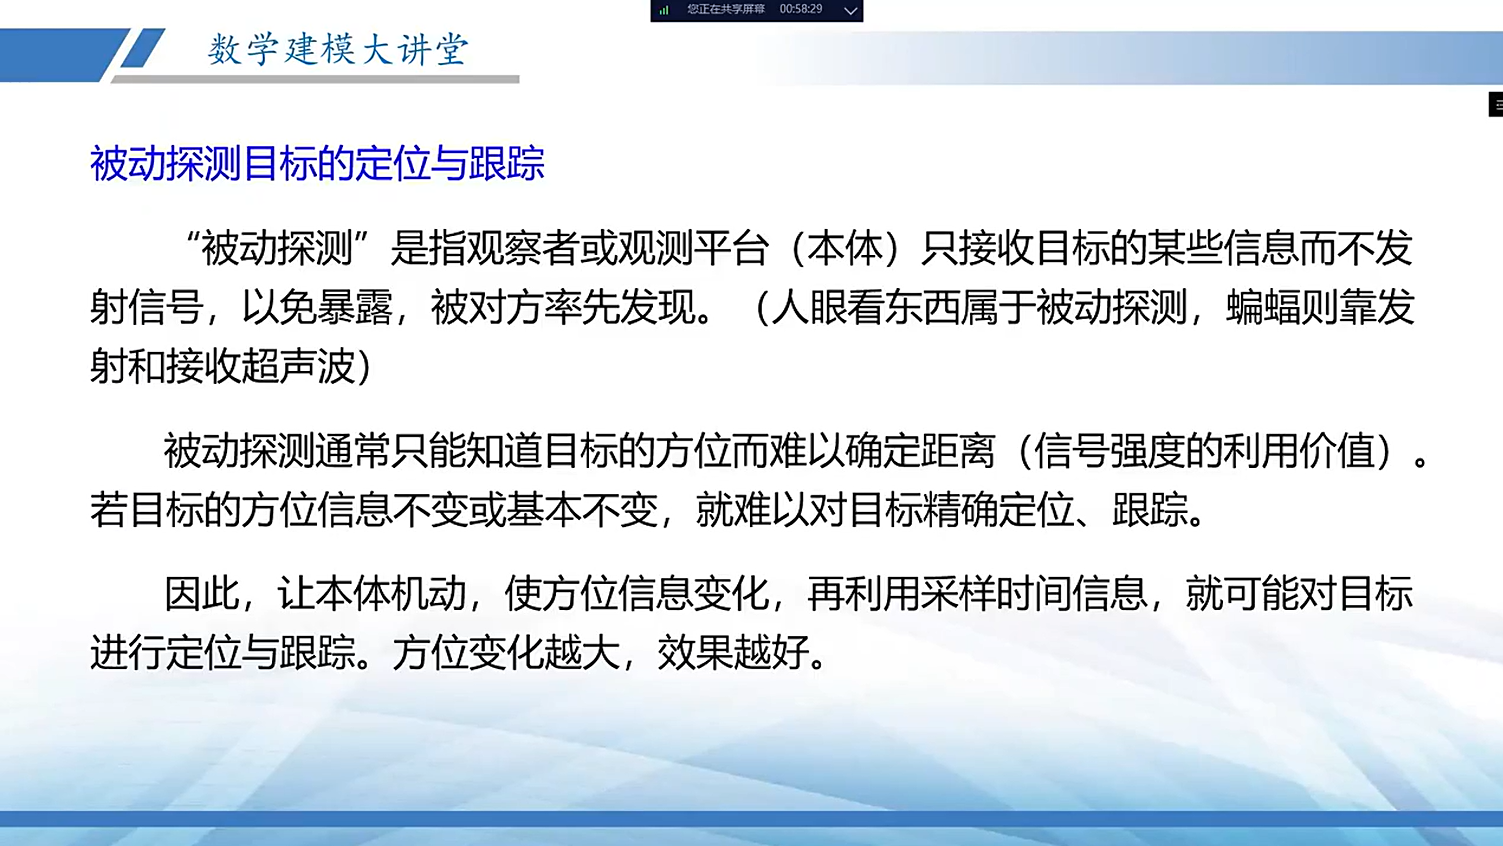 您正在共享屏幕 00:58:29
数学建模大讲堂
被动探测目标的定位与跟踪
“被动探测”是指观察者或观测平台（本体）只接收目标的某些信息而不发
射信号，以免暴露，被对方率先发现。（人眼看东西属于被动探测，蝙蝠则靠发
射和接收超声波）
被动探测通常只能知道目标的方位而难以确定距离（信号强度的利用价值）。
若目标的方位信息不变或基本不变，就难以对目标精确定位、跟踪。
因此，让本体机动，使方位信息变化，再利用采样时间信息，就可能对目标
进行定位与跟踪。方位变化越大，效果越好。